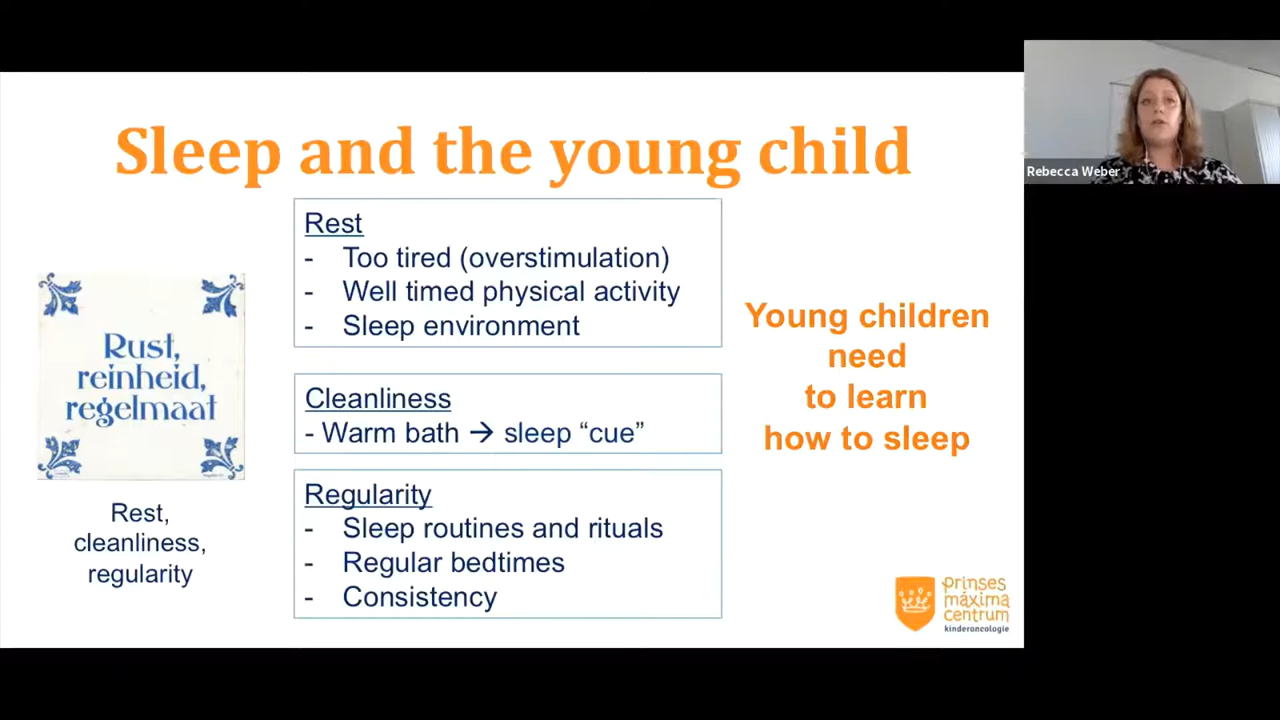 Sleep and the young child
Rust,
reinheid,
regelmaat
Rest,
cleanliness,
regularity
Rest
- Too tired (overstimulation)
- Well timed physical activity
- Sleep environment
Cleanliness
- Warm bath → sleep “cue”
Regularity
- Sleep routines and rituals
- Regular bedtimes
- Consistency
Young children
need
to learn
how to sleep
prinses
máxima
centrum
kinderoncologie
Rebecca Weber